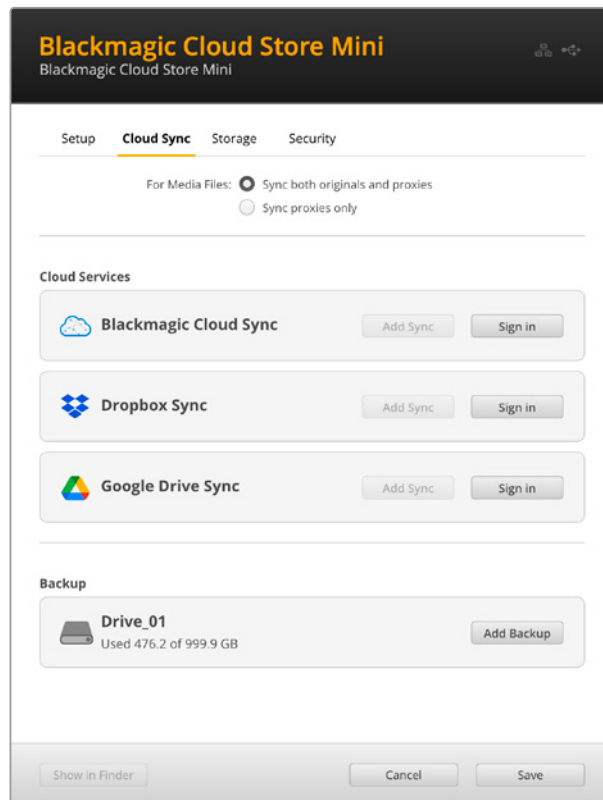 Blackmagic Cloud Store Mini
Blackmagic Cloud Store Mini
Setup Cloud Sync Storage Security
For Media Files: Sync both originals and proxies
Sync proxies only
Cloud Services
Blackmagic Cloud Sync Add Sync Sign in
Dropbox Sync Add Sync Sign in
Google Drive Sync Add Sync Sign in
Backup
Drive_01
Used 476.2 of 999.9 GB
Add Backup
Show in Finder Cancel Save